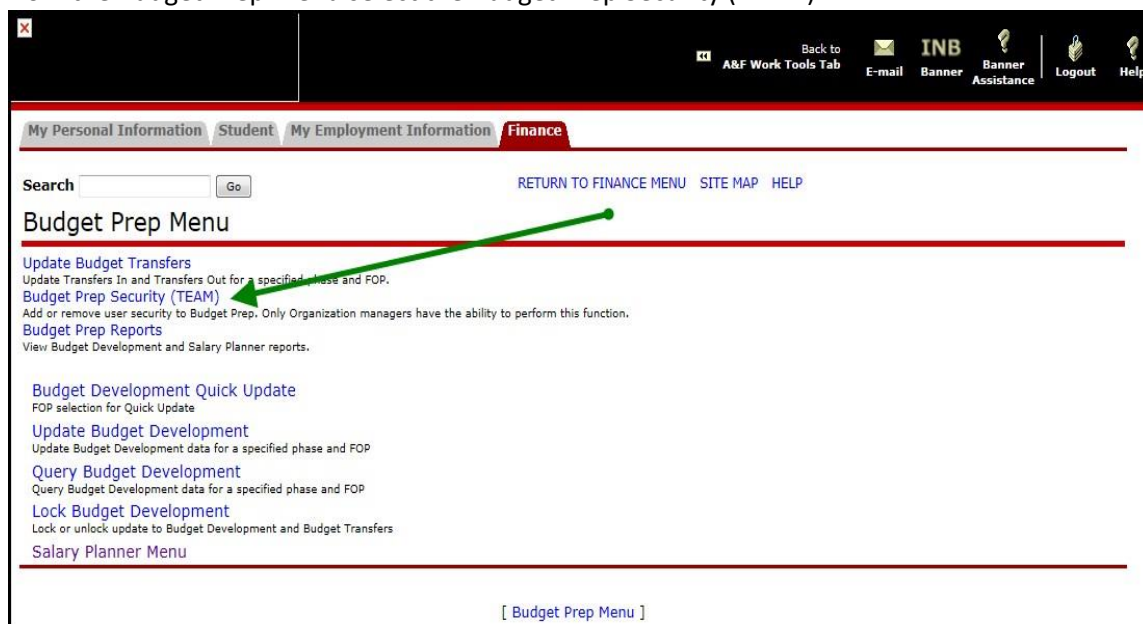 Back to
A&F Work Tools Tab
E-mail
INB
Banner
Banner
Assistance
Logout
Help
My Personal Information Student My Employment Information Finance
Search Go RETURN TO FINANCE MENU SITE MAP HELP
Budget Prep Menu
Update Budget Transfers
Update Transfers In and Transfers Out for a specified phase and FOP.
Budget Prep Security (TEAM)
Add or remove user security to Budget Prep. Only Organization managers have the ability to perform this function.
Budget Prep Reports
View Budget Development and Salary Planner reports.
Budget Development Quick Update
FOP selection for Quick Update
Update Budget Development
Update Budget Development data for a specified phase and FOP
Query Budget Development
Query Budget Development data for a specified phase and FOP
Lock Budget Development
Lock or unlock update to Budget Development and Budget Transfers
Salary Planner Menu
[ Budget Prep Menu ]